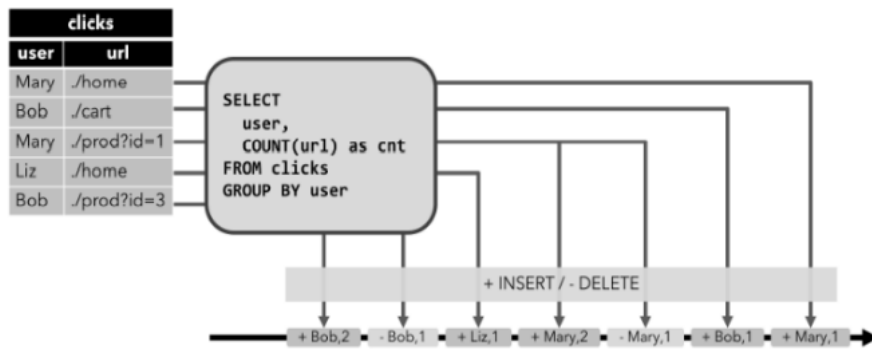 clicks
user url
Mary ./home
Bob ./cart
Mary ./prod?id=1
Liz ./home
Bob ./prod?id=3
SELECT
user,
COUNT(url) as cnt
FROM clicks
GROUP BY user
+ INSERT / - DELETE
+ Bob,2 - Bob,1 + Liz,1 + Mary,2 - Mary,1 + Bob,1 + Mary,1